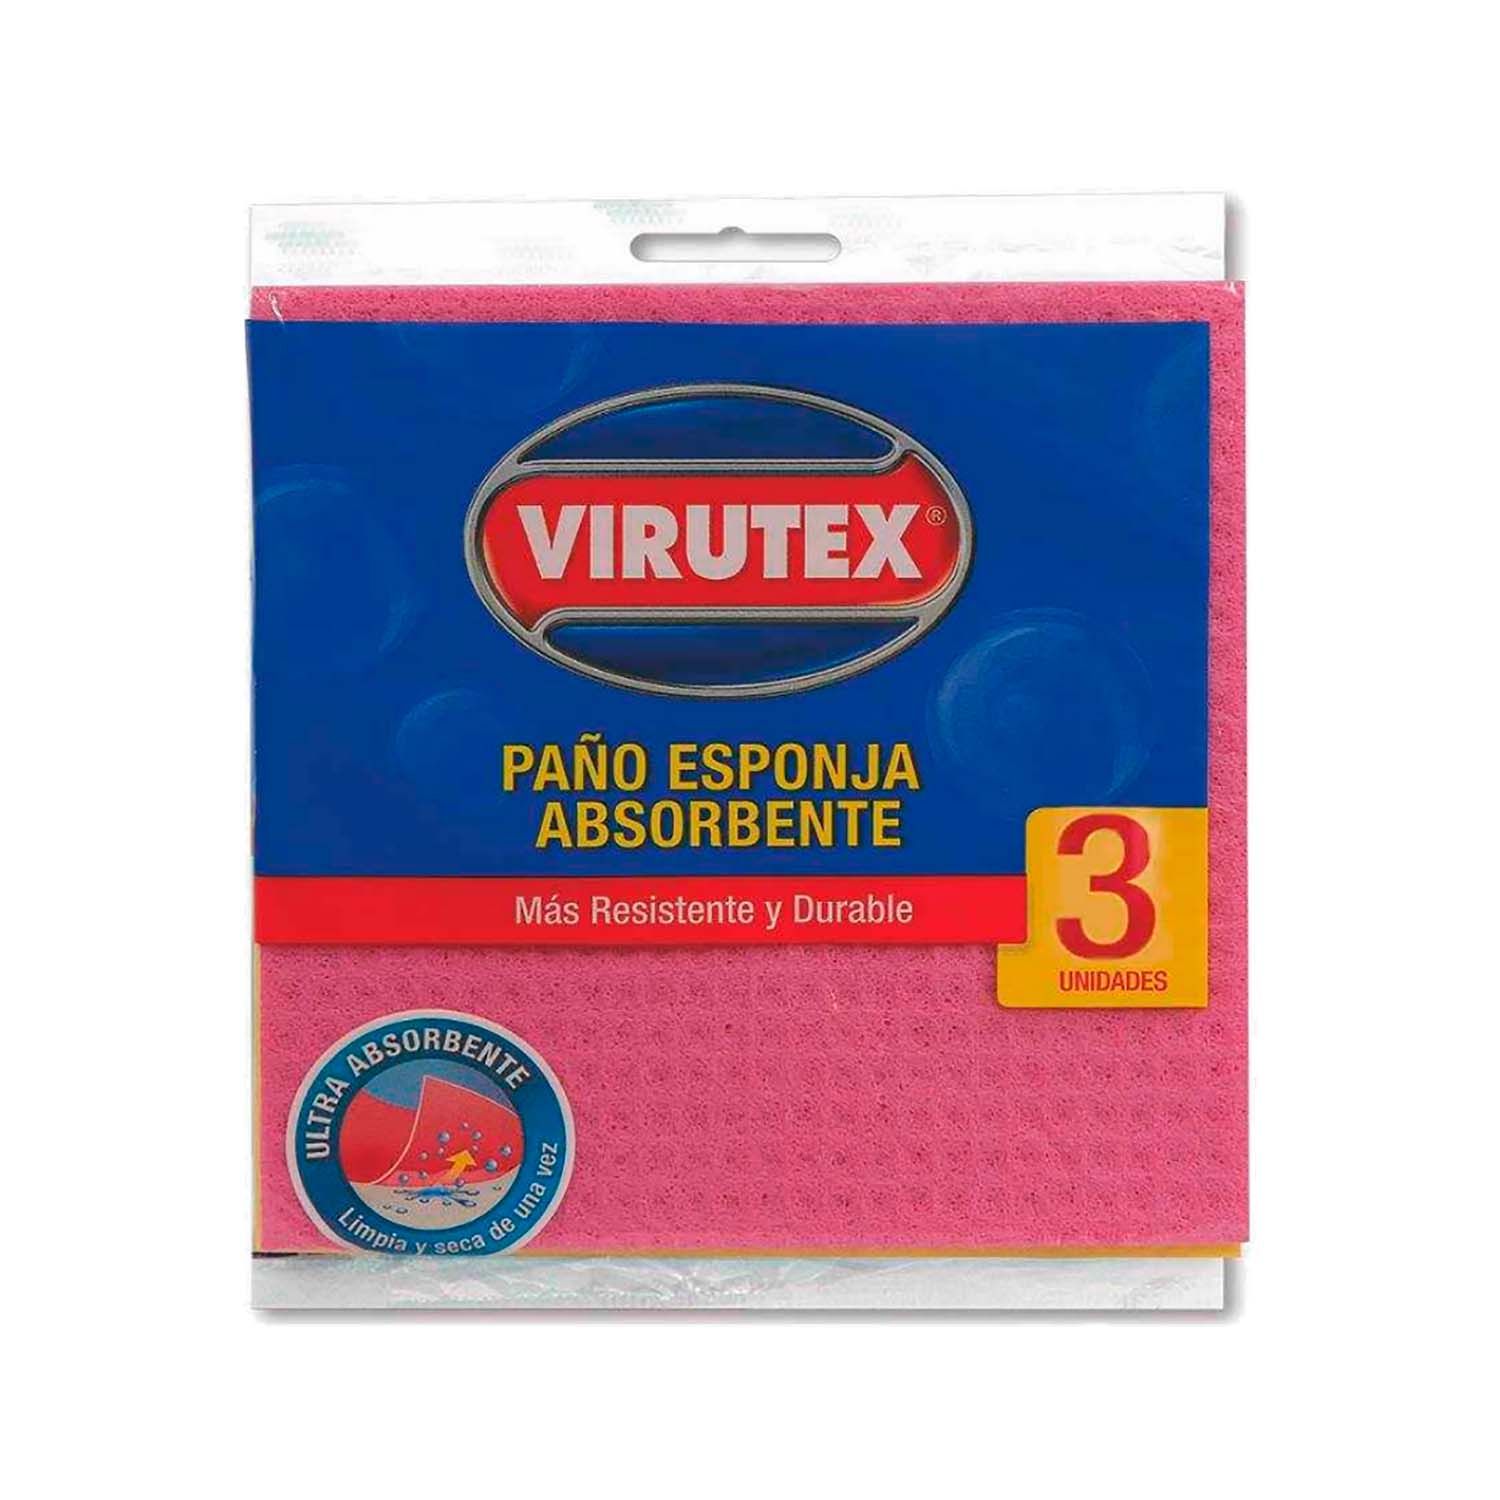 VIRUTEX®
PAÑO ESPONJA
ABSORBENTE
Más Resistente y Durable
3
UNIDADES
ULTRA ABSORBENTE
Limpia y seca de una vez